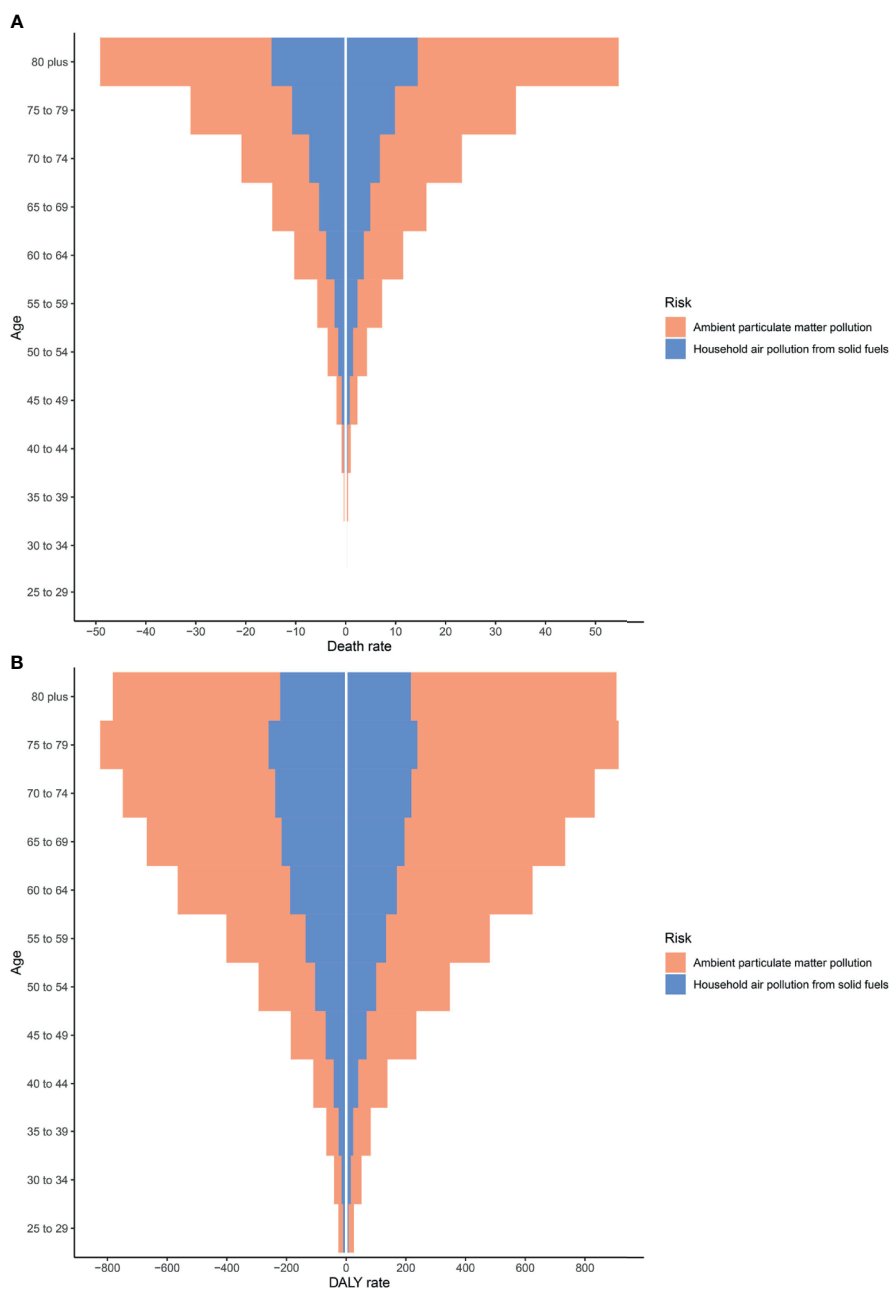 A
80 plus
75 to 79
70 to 74
65 to 69
60 to 64
55 to 59
50 to 54
45 to 49
40 to 44
35 to 39
30 to 34
25 to 29
Age
−50 −40 −30 −20 −10 0 10 20 30 40 50
Death rate
Risk
Ambient particulate matter pollution
Household air pollution from solid fuels
B
80 plus
75 to 79
70 to 74
65 to 69
60 to 64
55 to 59
50 to 54
45 to 49
40 to 44
35 to 39
30 to 34
25 to 29
Age
−800 −600 −400 −200 0 200 400 600 800
DALY rate
Risk
Ambient particulate matter pollution
Household air pollution from solid fuels